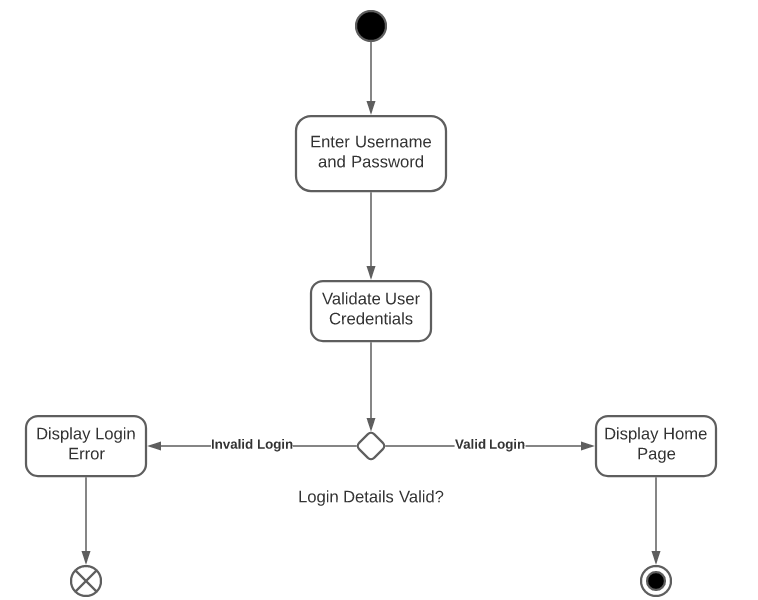 Enter Username
and Password
Validate User
Credentials
Display Login
Error
Invalid Login
Valid Login
Display Home
Page
Login Details Valid?